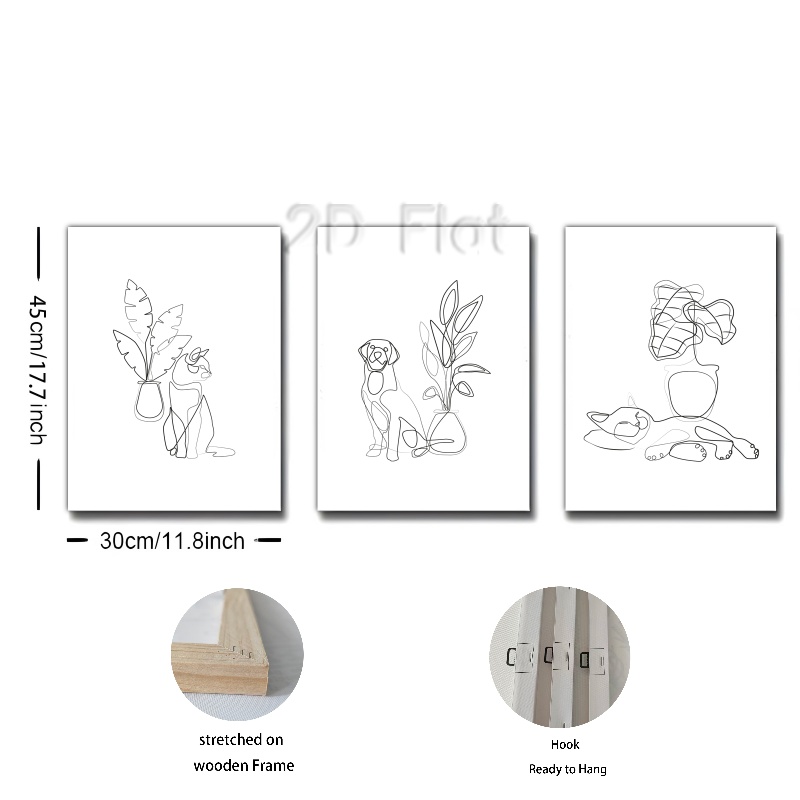 2D Flat
45cm/17.7inch
30cm/11.8inch
stretched on
wooden Frame
Hook
Ready to Hang